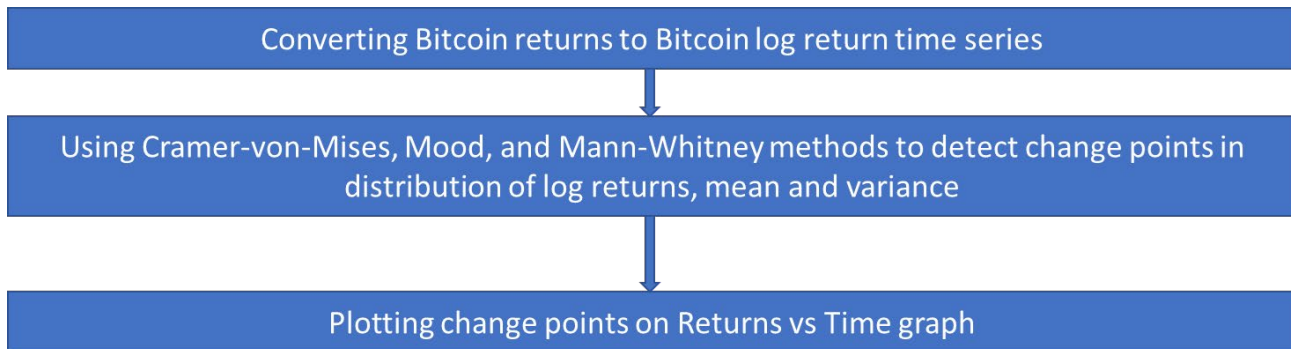 Converting Bitcoin returns to Bitcoin log return time series
Using Cramer-von-Mises, Mood, and Mann-Whitney methods to detect change points in
distribution of log returns, mean and variance
Plotting change points on Returns vs Time graph